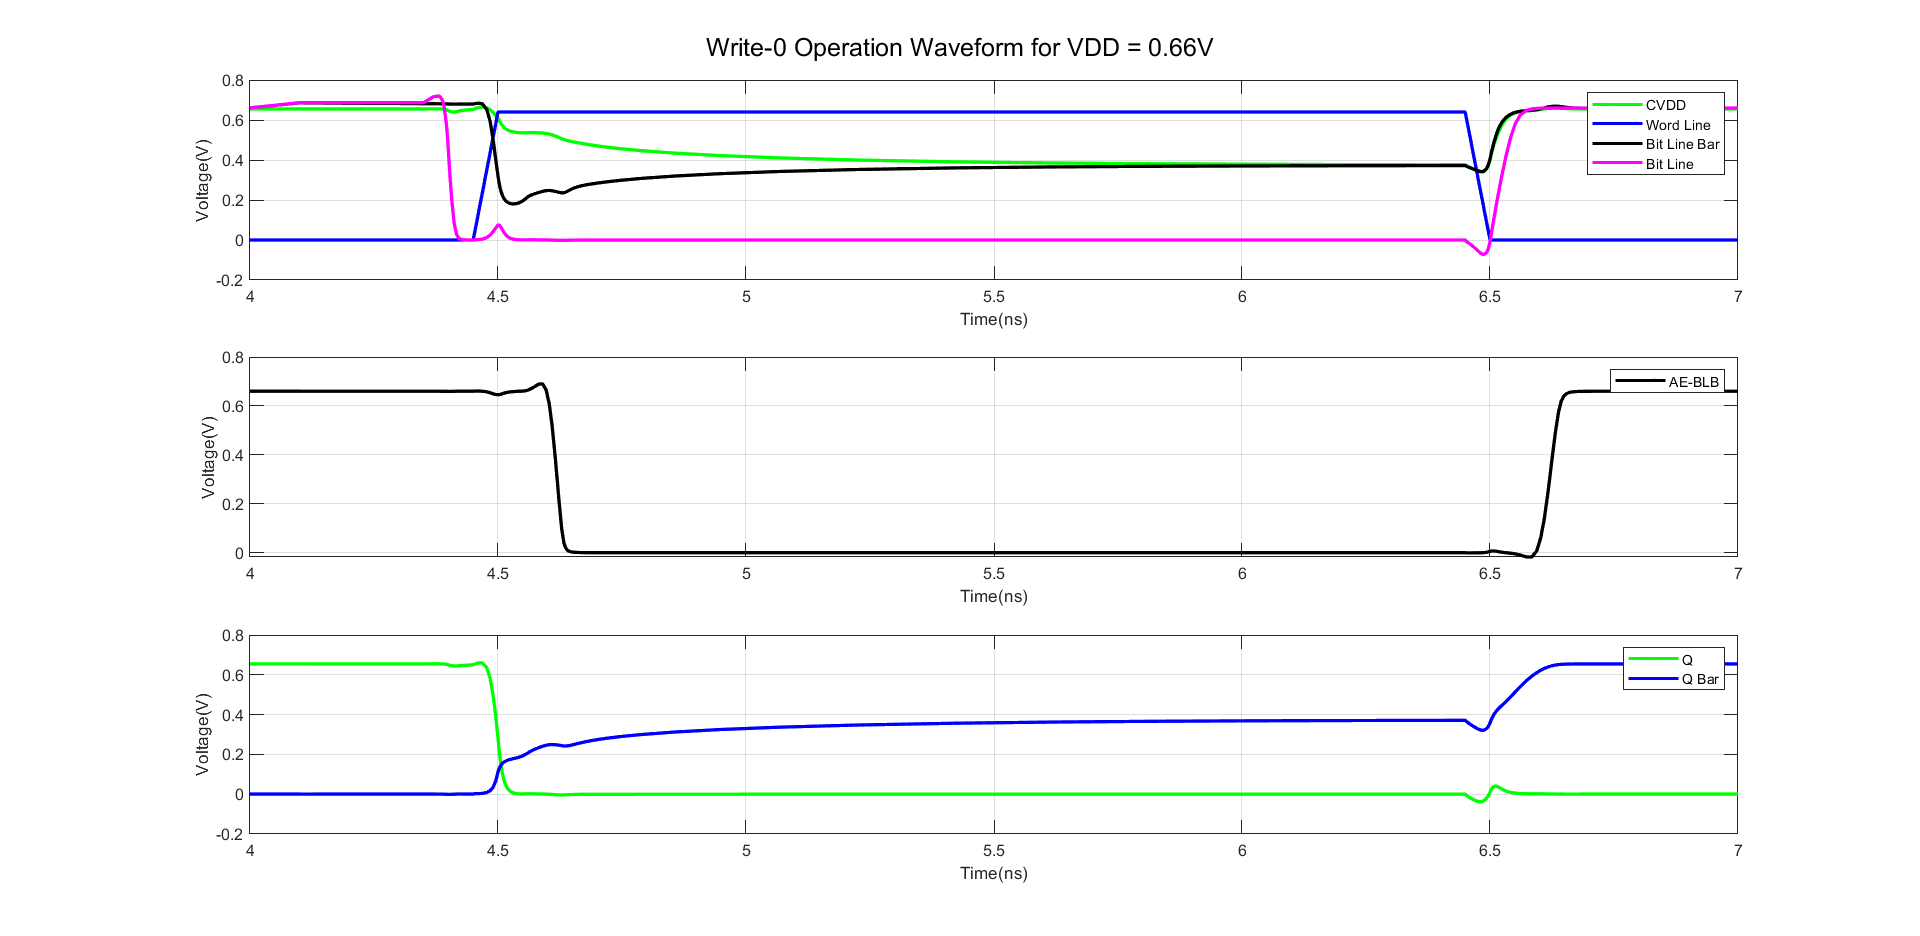 Write-0 Operation Waveform for VDD = 0.66V
0.8
0.6
0.4
0.2
0
-0.2
Voltage(V)
CVDD
Word Line
Bit Line Bar
Bit Line
4 4.5 5 5.5 6 6.5 7
Time(ns)
0.8
0.6
0.4
0.2
0
Voltage(V)
AE-BLB
4 4.5 5 5.5 6 6.5 7
Time(ns)
0.8
0.6
0.4
0.2
0
-0.2
Voltage(V)
Q
Q Bar
4 4.5 5 5.5 6 6.5 7
Time(ns)